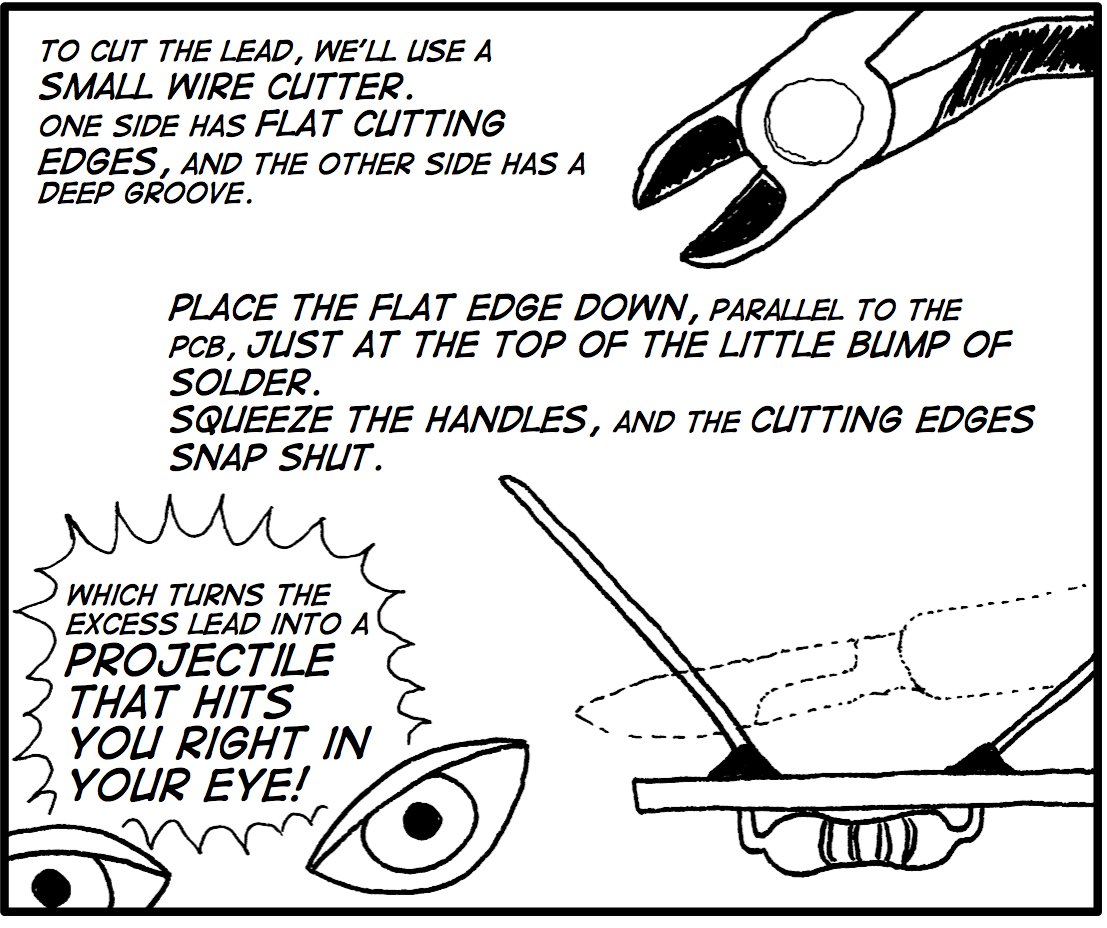 TO CUT THE LEAD, WE'LL USE A
SMALL WIRE CUTTER.
ONE SIDE HAS FLAT CUTTING
EDGES, AND THE OTHER SIDE HAS A
DEEP GROOVE.
PLACE THE FLAT EDGE DOWN, PARALLEL TO THE
PCB, JUST AT THE TOP OF THE LITTLE BUMP OF
SOLDER.
SQUEEZE THE HANDLES, AND THE CUTTING EDGES
SNAP SHUT.
WHICH TURNS THE
EXCESS LEAD INTO A
PROJECTILE
THAT HITS
YOU RIGHT IN
YOUR EYE!